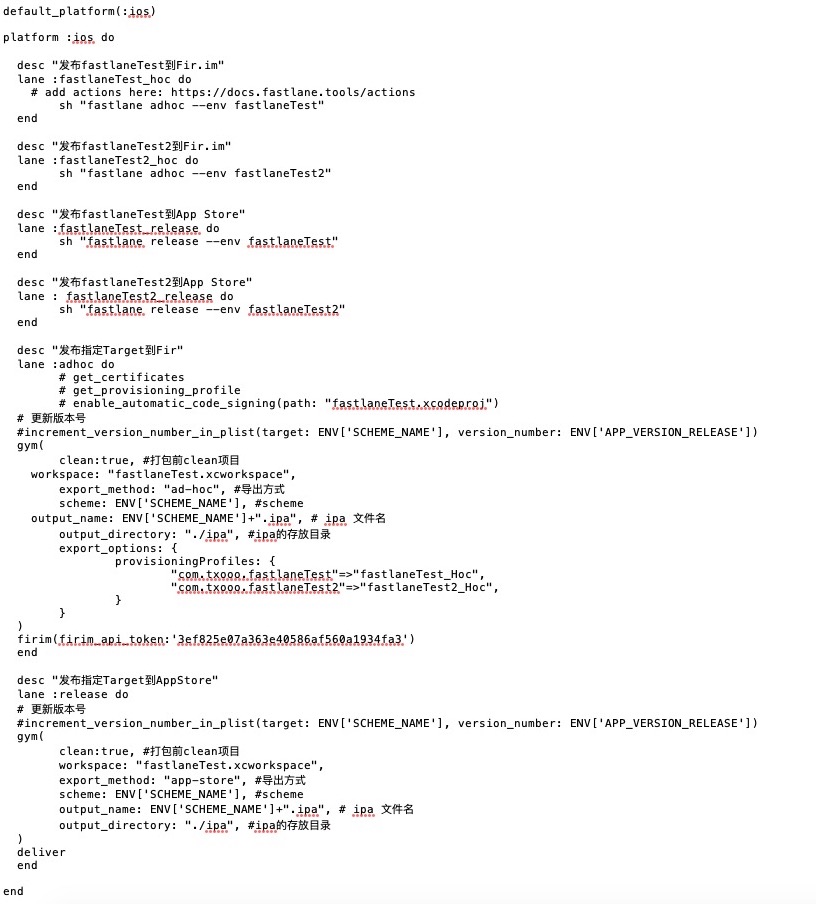 default_platform(:ios)
platform :ios do
desc "发布fastlaneTest到Fir.im"
lane :fastlaneTest_hoc do
# add actions here: https://docs.fastlane.tools/actions
sh "fastlane adhoc --env fastlaneTest"
end
desc "发布fastlaneTest2到Fir.im"
lane :fastlaneTest2_hoc do
sh "fastlane adhoc --env fastlaneTest2"
end
desc "发布fastlaneTest到App Store"
lane :fastlaneTest_release do
sh "fastlane release --env fastlaneTest"
end
desc "发布fastlaneTest2到App Store"
lane : fastlaneTest2_release do
sh "fastlane release --env fastlaneTest2"
end
desc "发布指定Target到Fir"
lane :adhoc do
# get_certificates
# get_provisioning_profile
# enable_automatic_code_signing(path: "fastlaneTest.xcodeproj")
# 更新版本号
#increment_version_number_in_plist(target: ENV['SCHEME_NAME'], version_number: ENV['APP_VERSION_RELEASE'])
gym(
clean:true, #打包前clean项目
workspace: "fastlaneTest.xcworkspace",
export_method: "ad-hoc", #导出方式
scheme: ENV['SCHEME_NAME'], #scheme
output_name: ENV['SCHEME_NAME']+".ipa", # ipa 文件名
output_directory: "./ipa", #ipa的存放目录
export_options: {
provisioningProfiles: {
"com.txooo.fastlaneTest"=>"fastlaneTest_Hoc",
"com.txooo.fastlaneTest2"=>"fastlaneTest2_Hoc",
}
}
)
firim(firim_api_token:'3ef825e07a363e40586af560a1934fa3')
end
desc "发布指定Target到AppStore"
lane :release do
# 更新版本号
#increment_version_number_in_plist(target: ENV['SCHEME_NAME'], version_number: ENV['APP_VERSION_RELEASE'])
gym(
clean:true, #打包前clean项目
workspace: "fastlaneTest.xcworkspace",
export_method: "app-store", #导出方式
scheme: ENV['SCHEME_NAME'], #scheme
output_name: ENV['SCHEME_NAME']+".ipa", # ipa 文件名
output_directory: "./ipa", #ipa的存放目录
)
deliver
end
end